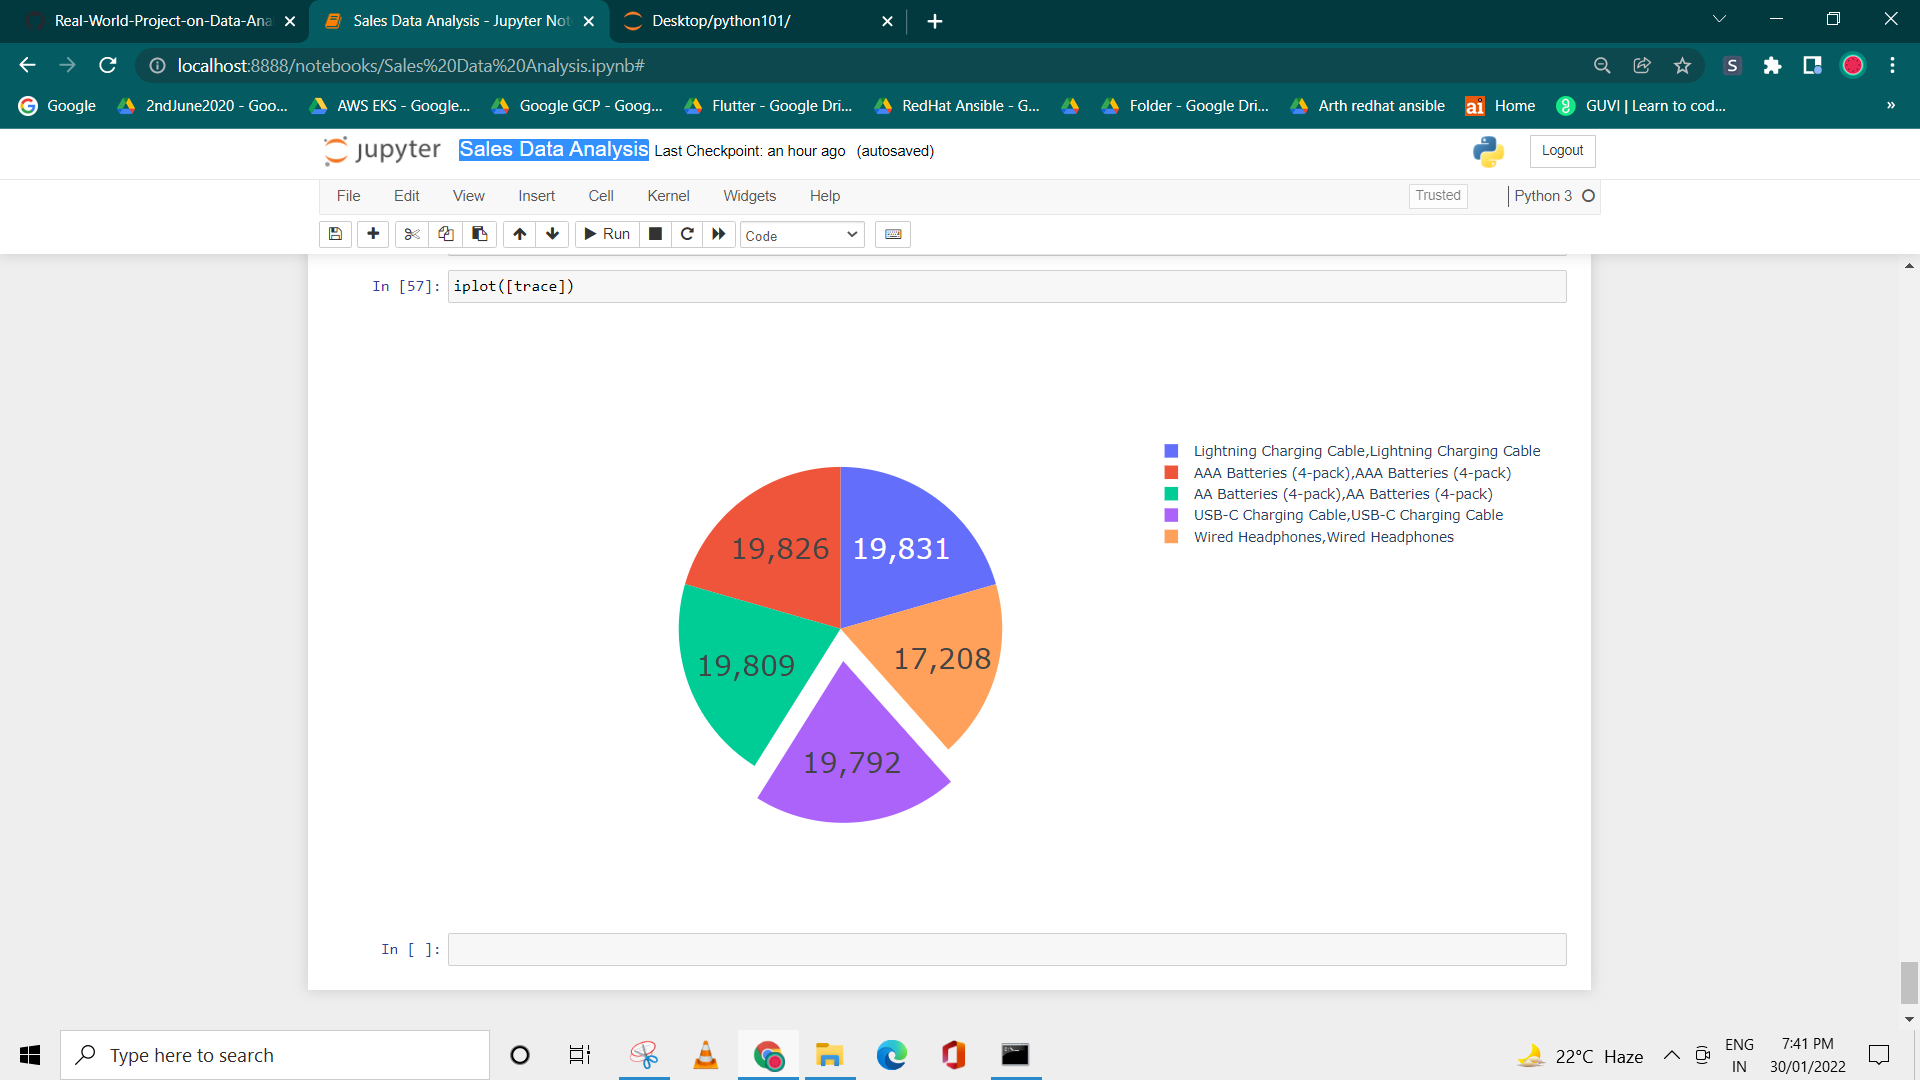 Real-World-Project-on-Data-Ana
Sales Data Analysis - Jupyter Not
Desktop/python101/
localhost:8888/notebooks/Sales%20Data%20Analysis.ipynb#
S
Google
2ndJune2020 - Goo...
AWS EKS - Google...
Google GCP - Goog...
Flutter - Google Dri...
RedHat Ansible - G...
Folder - Google Dri...
Arth redhat ansible
ai Home
GUVI | Learn to cod...
»
jupyter Sales Data Analysis Last Checkpoint: an hour ago (autosaved)
Logout
File Edit View Insert Cell Kernel Widgets Help
Trusted
Python 3
Run
Code
In [57]: iplot([trace])
Lightning Charging Cable,Lightning Charging Cable
AAA Batteries (4-pack),AAA Batteries (4-pack)
AA Batteries (4-pack),AA Batteries (4-pack)
USB-C Charging Cable,USB-C Charging Cable
Wired Headphones,Wired Headphones
19,826 19,831
19,809 17,208
19,792
In [ ]:
Type here to search
22°C Haze
ENG
IN
7:41 PM
30/01/2022